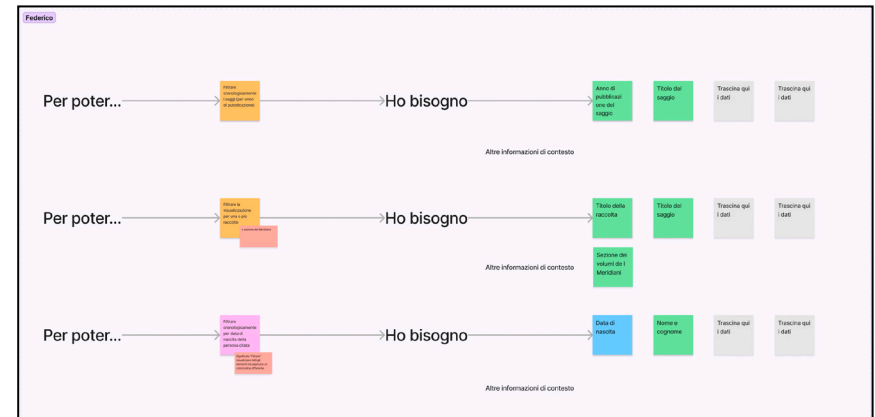 Federico
Per poter...
Filtrare
cronologicamente
i saggi (per anno
di pubblicazione)
Ho bisogno
Anno di
pubblicazi
one del
saggio
Titolo del
saggio
Trascina qui
i dati
Trascina qui
i dati
Altre informazioni di contesto
Per poter...
Filtrare la
visualizzazione
per una o più
raccolte
Ho bisogno
Titolo della
raccolta
Titolo del
saggio
Trascina qui
i dati
Trascina qui
i dati
Altre informazioni di contesto
Sezione dei
volumi de I
Meridiani
Per poter...
Filtrare
cronologicamente
per data di
nascita della
persona citata
Ho bisogno
Data di
nascita
Nome e
cognome
Trascina qui
i dati
Trascina qui
i dati
Altre informazioni di contesto